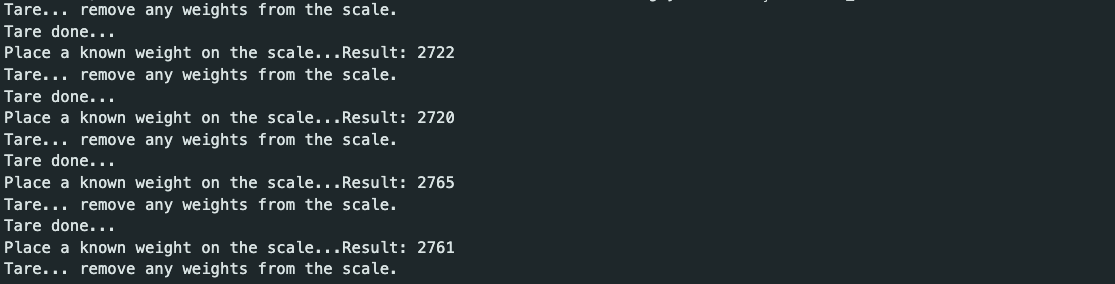 Tare... remove any weights from the scale.
Tare done...
Place a known weight on the scale...Result: 2722
Tare... remove any weights from the scale.
Tare done...
Place a known weight on the scale...Result: 2720
Tare... remove any weights from the scale.
Tare done...
Place a known weight on the scale...Result: 2765
Tare... remove any weights from the scale.
Tare done...
Place a known weight on the scale...Result: 2761
Tare... remove any weights from the scale.